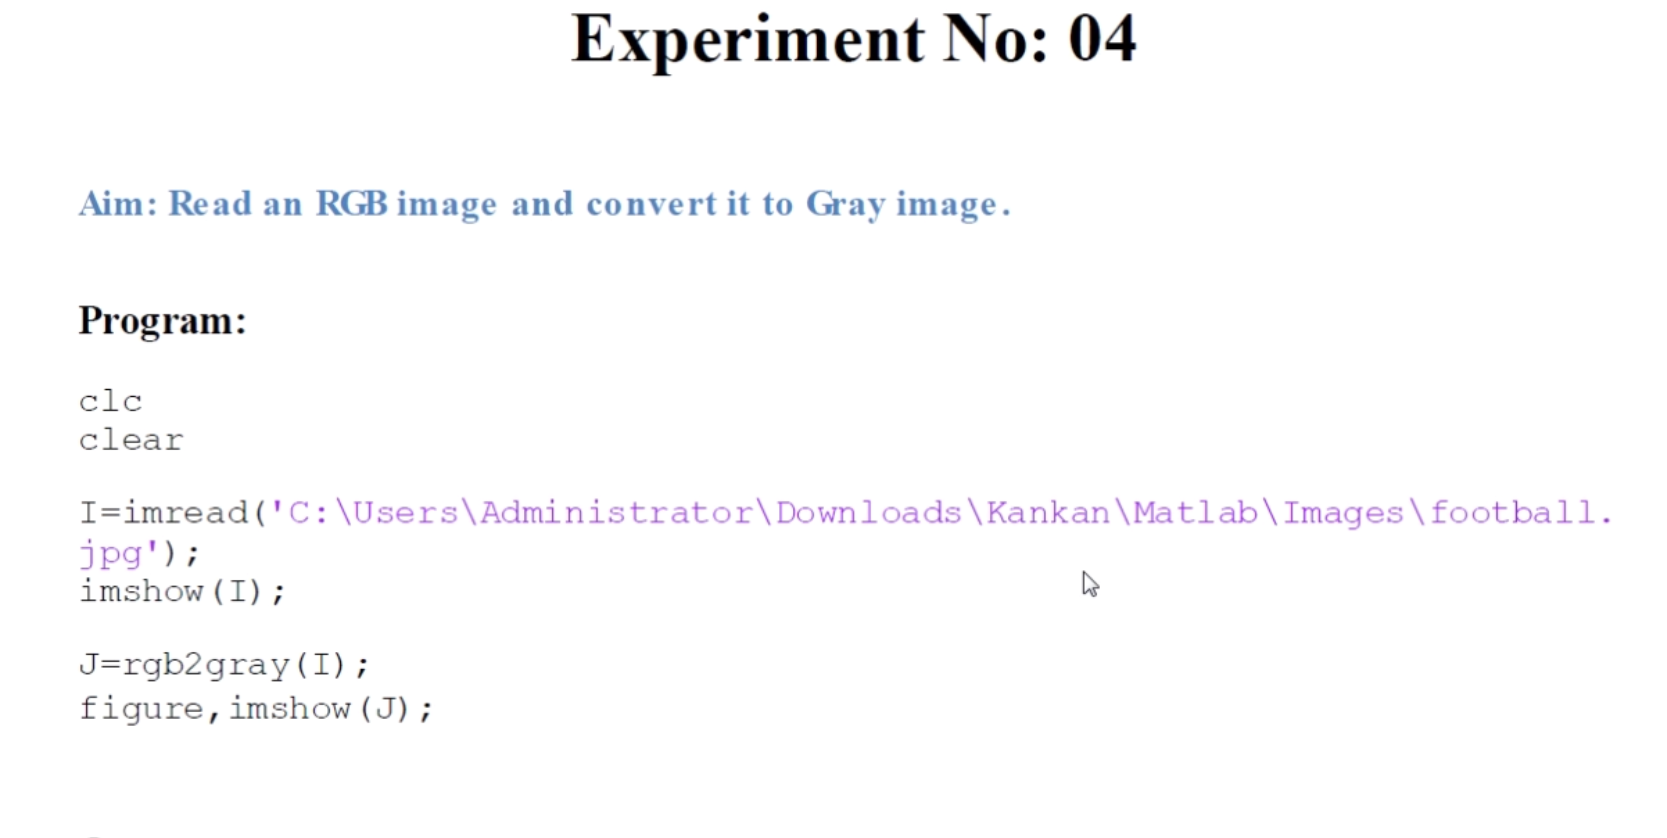 Experiment No: 04
Aim: Read an RGB image and convert it to Gray image.
Program:
clc
clear
I=imread('C:\Users\Administrator\Downloads\Kankan\Matlab\Images\football.
jpg');
imshow(I);
J=rgb2gray(I);
figure,imshow(J);